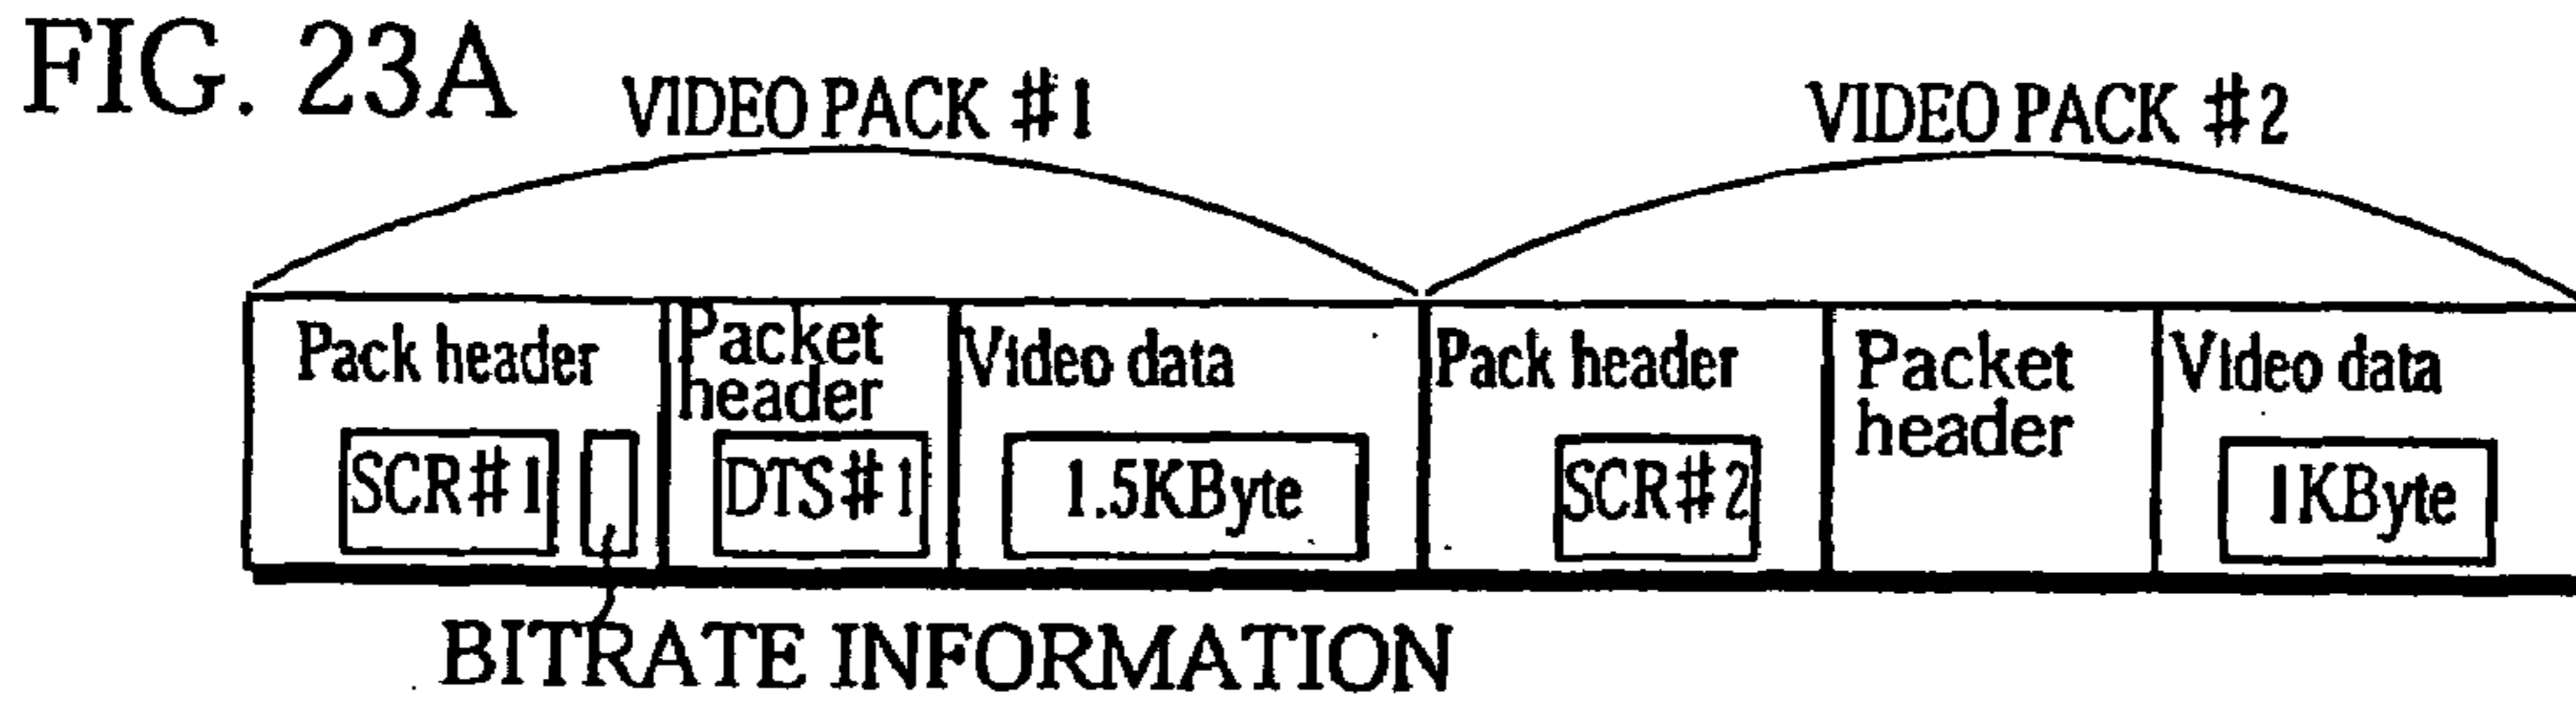 FIG. 23A
VIDEO PACK #1
VIDEO PACK #2
Pack header
Packet
header
Video data
Pack header
Packet
header
Video data
SCR#1
DTS#1
1.5KByte
SCR#2
1KByte
BITRATE INFORMATION